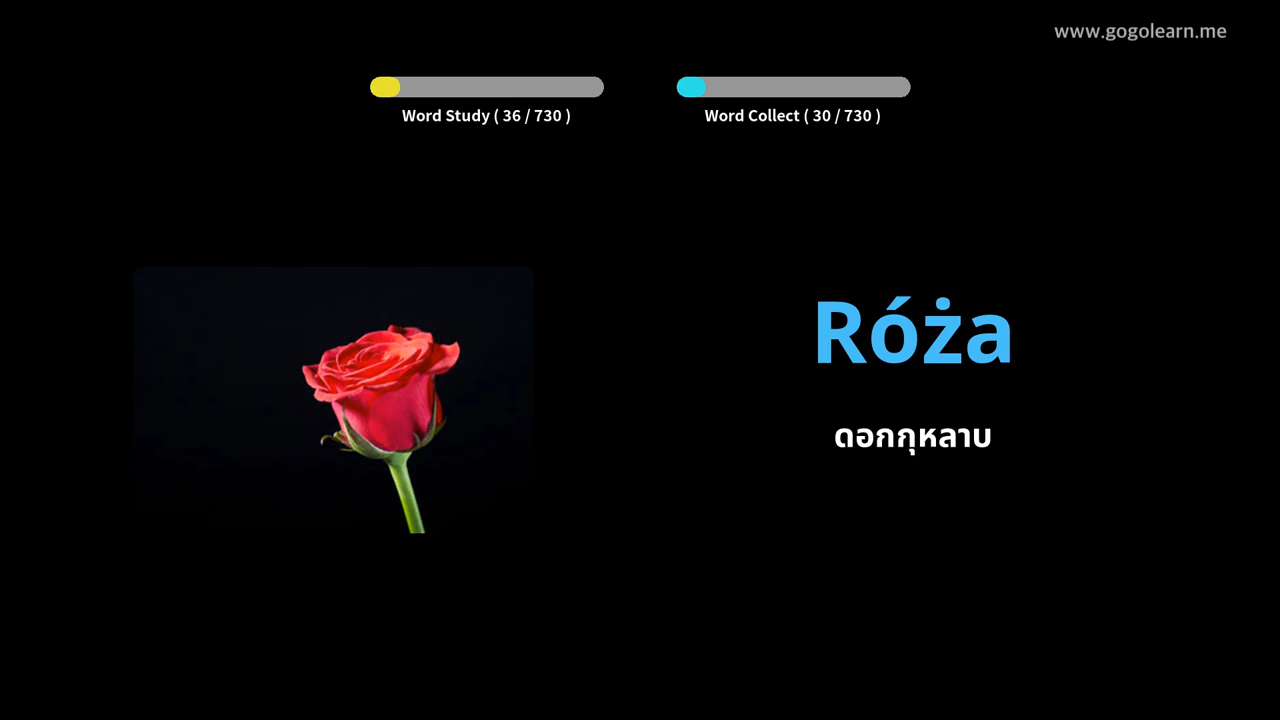 www.gogolearn.me
Word Study ( 36 / 730 )
Word Collect ( 30 / 730 )
Róża
ดอกกุหลาบ